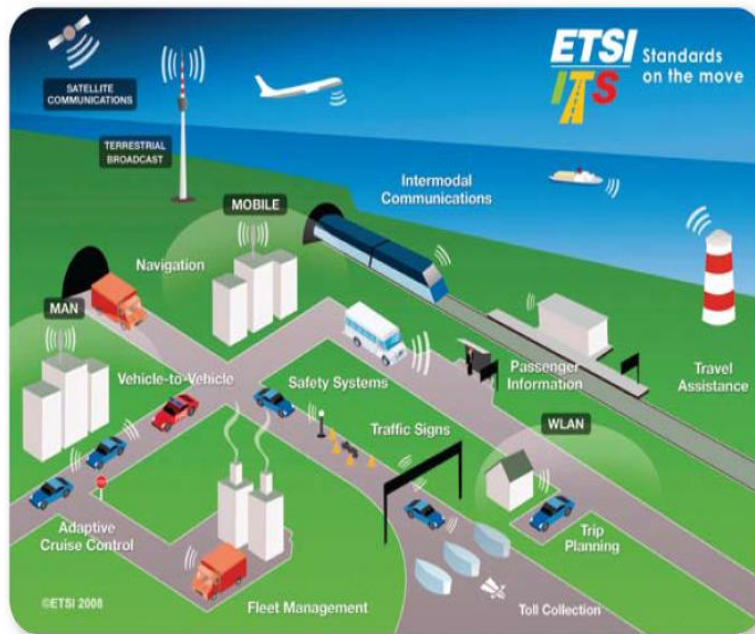 ETSI
ITS
Standards
on the move
SATELLITE
COMMUNICATIONS
TERRESTRIAL
BROADCAST
Intermodal
Communications
MOBILE
Navigation
MAN
Vehicle-to-Vehicle
Safety Systems
Passenger
Information
Travel
Assistance
Traffic Signs
WLAN
Adaptive
Cruise Control
Trip
Planning
©ETSI 2008
Fleet Management
Toll Collection